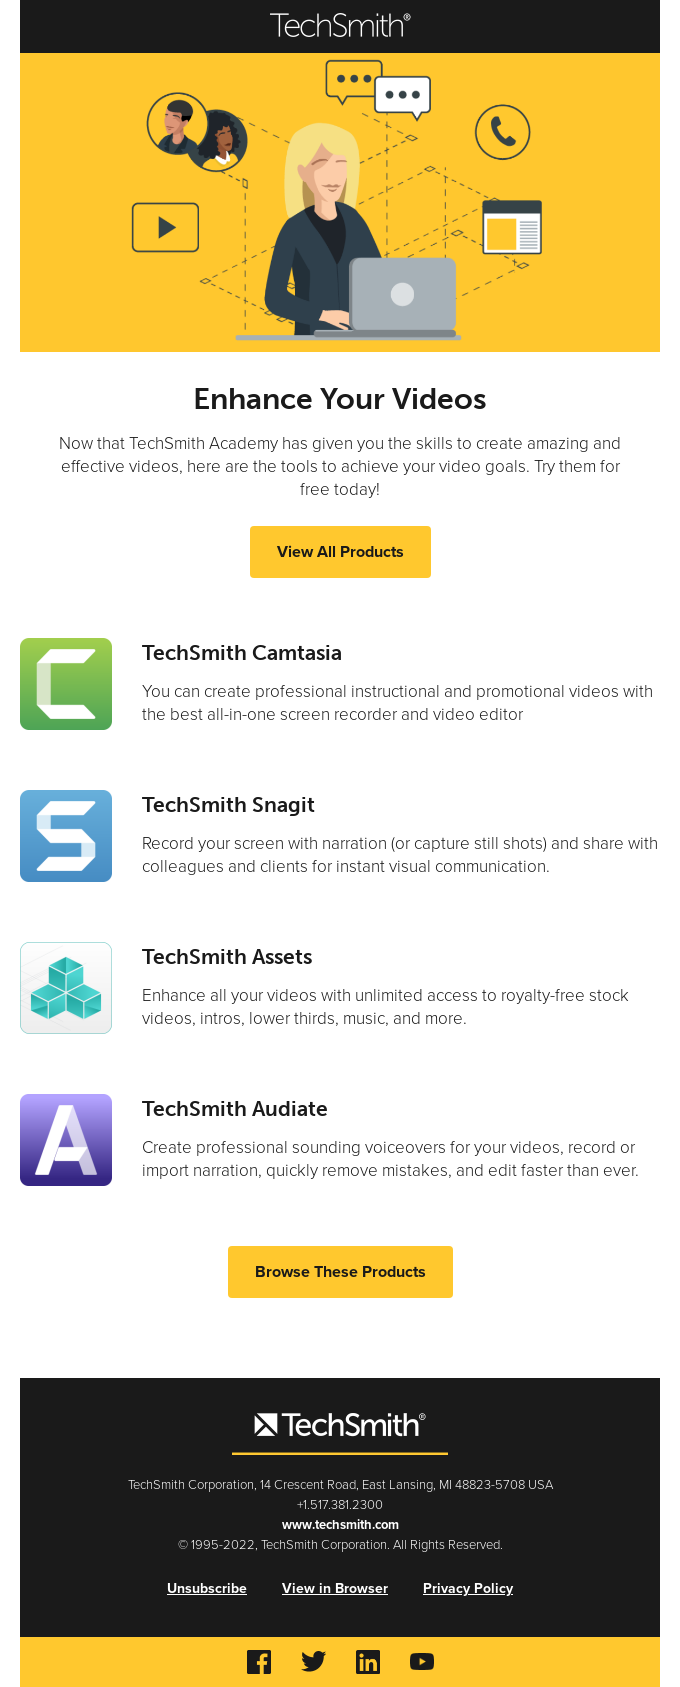 TechSmith®
Enhance Your Videos
Now that TechSmith Academy has given you the skills to create amazing and
effective videos, here are the tools to achieve your video goals. Try them for
free today!
View All Products
TechSmith Camtasia
You can create professional instructional and promotional videos with
the best all-in-one screen recorder and video editor
TechSmith Snagit
Record your screen with narration (or capture still shots) and share with
colleagues and clients for instant visual communication.
TechSmith Assets
Enhance all your videos with unlimited access to royalty-free stock
videos, intros, lower thirds, music, and more.
TechSmith Audiate
Create professional sounding voiceovers for your videos, record or
import narration, quickly remove mistakes, and edit faster than ever.
Browse These Products
TechSmith®
TechSmith Corporation, 14 Crescent Road, East Lansing, MI 48823-5708 USA
+1.517.381.2300
www.techsmith.com
© 1995-2022, TechSmith Corporation. All Rights Reserved.
Unsubscribe View in Browser Privacy Policy